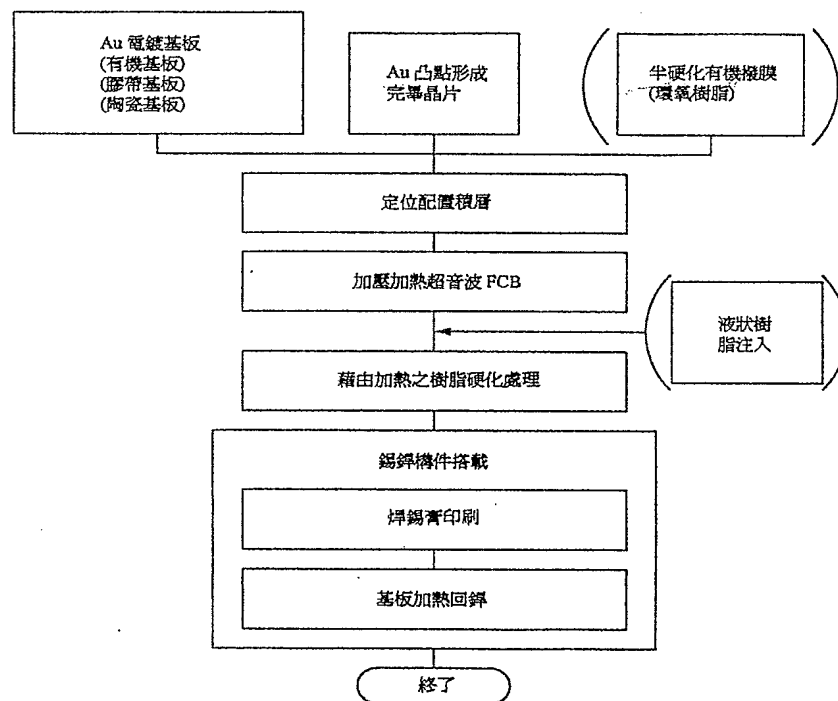 Au 電鍍基板
(有機基板)
(膠帶基板)
(陶瓷基板)
Au 凸點形成
完畢晶片
半硬化有機撥膜
(環氧樹脂)
定位配置積層
加壓加熱超音波 FCB
液狀樹
脂注入
藉由加熱之樹脂硬化處理
錫銲構件搭載
焊錫膏印刷
基板加熱回銲
終了